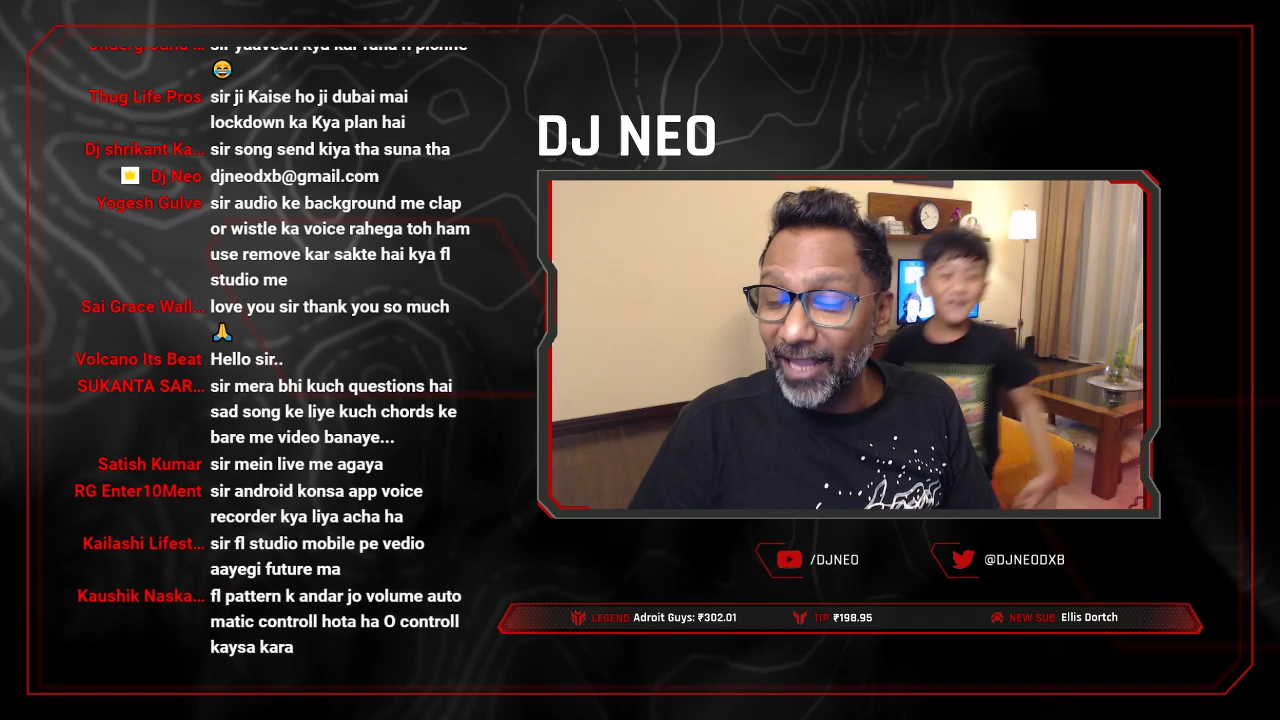 Thug Life Pros sir ji Kaise ho ji dubai mai
lockdown ka Kya plan hai
Dj shrikant Ka... sir song send kiya tha suna tha
Dj Neo djneodxb@gmail.com
Yogesh Gulve sir audio ke background me clap
or wistle ka voice rahega toh ham
use remove kar sakte hai kya fl
studio me
Sai Grace Wall... love you sir thank you so much
🙏
Volcano Its Beat Hello sir..
SUKANTA SAR... sir mera bhi kuch questions hai
sad song ke liye kuch chords ke
bare me video banaye...
Satish Kumar sir mein live me agaya
RG Enter10Ment sir android konsa app voice
recorder kya liya acha ha
Kailashi Lifest... sir fl studio mobile pe vedio
aayegi future ma
Kaushik Naska... fl pattern k andar jo volume auto
matic controll hota ha O controll
kaysa kara
DJ NEO
/DJNEO
@DJNEODXB
LEGEND Adroit Guys: ₹302.01
TIP ₹198.95
NEW SUB Ellis Dortch